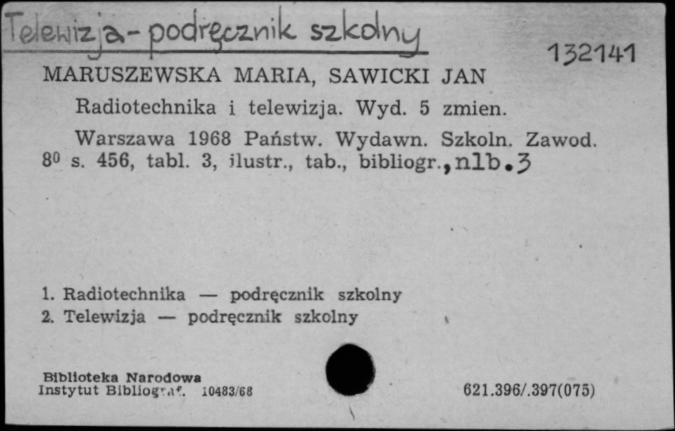 Telewizja - podręcznik szkolny
132141
MARUSZEWSKA MARIA, SAWICKI JAN
Radiotechnika i telewizja. Wyd. 5 zmien.
Warszawa 1968 Państw. Wydawn. Szkoln. Zawod.
8⁰ s. 456, tabl. 3, ilustr., tab., bibliogr., nlb. 3
1. Radiotechnika — podręcznik szkolny
2. Telewizja — podręcznik szkolny
Biblioteka Narodowa
Instytut Bibliograf. 10483/68
621.396/.397(075)